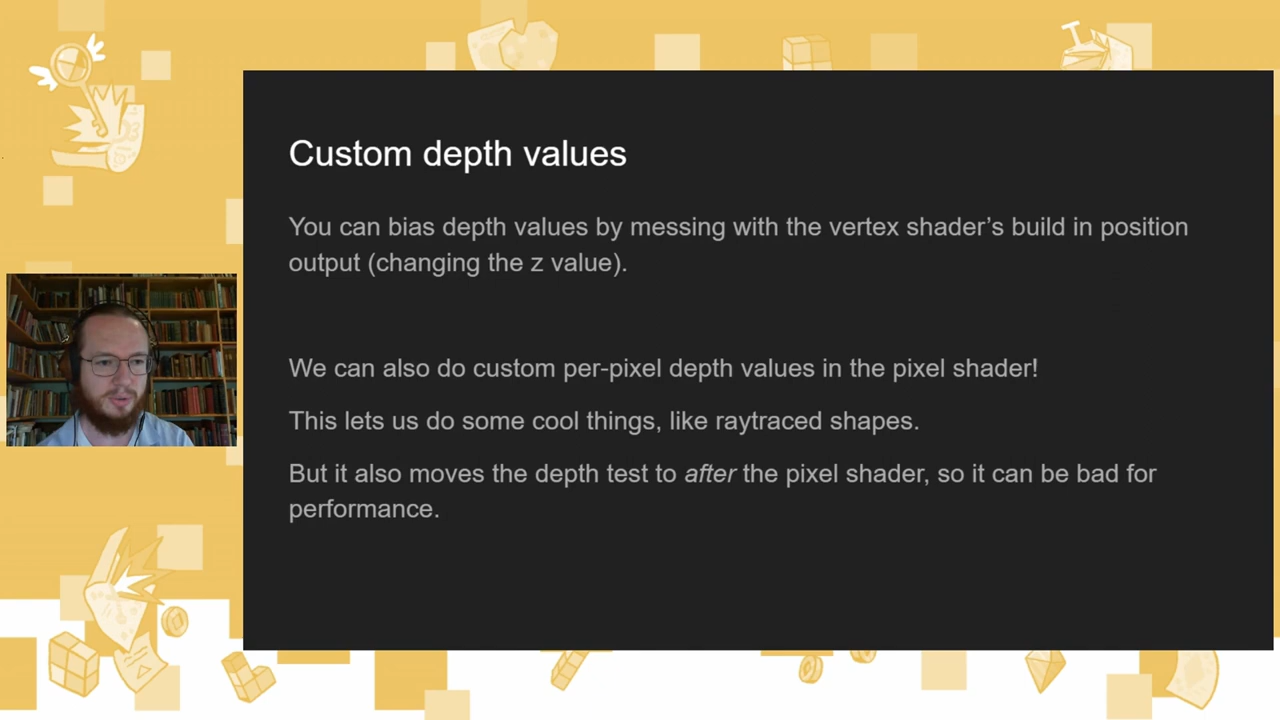 Custom depth values
You can bias depth values by messing with the vertex shader’s build in position
output (changing the z value).
We can also do custom per-pixel depth values in the pixel shader!
This lets us do some cool things, like raytraced shapes.
But it also moves the depth test to after the pixel shader, so it can be bad for
performance.